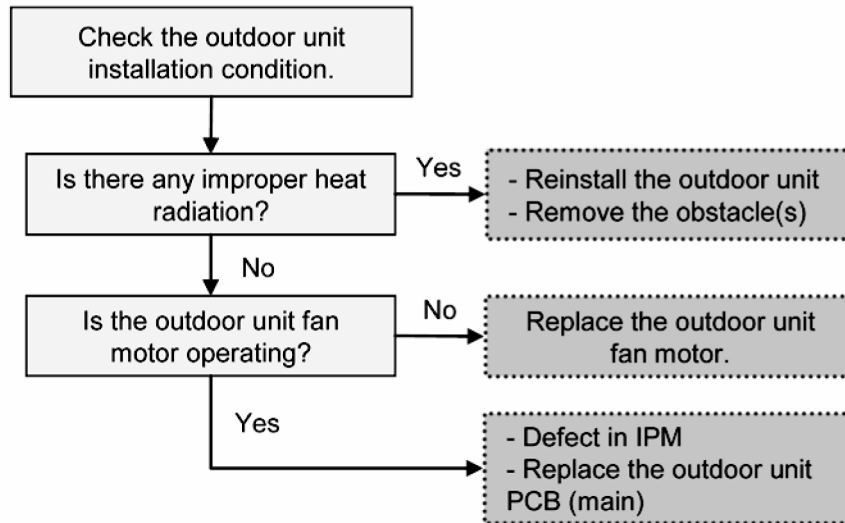 Check the outdoor unit
installation condition.
Is there any improper heat
radiation?
Yes
- Reinstall the outdoor unit
- Remove the obstacle(s)
No
Is the outdoor unit fan
motor operating?
No
Replace the outdoor unit
fan motor.
Yes
- Defect in IPM
- Replace the outdoor unit
PCB (main)